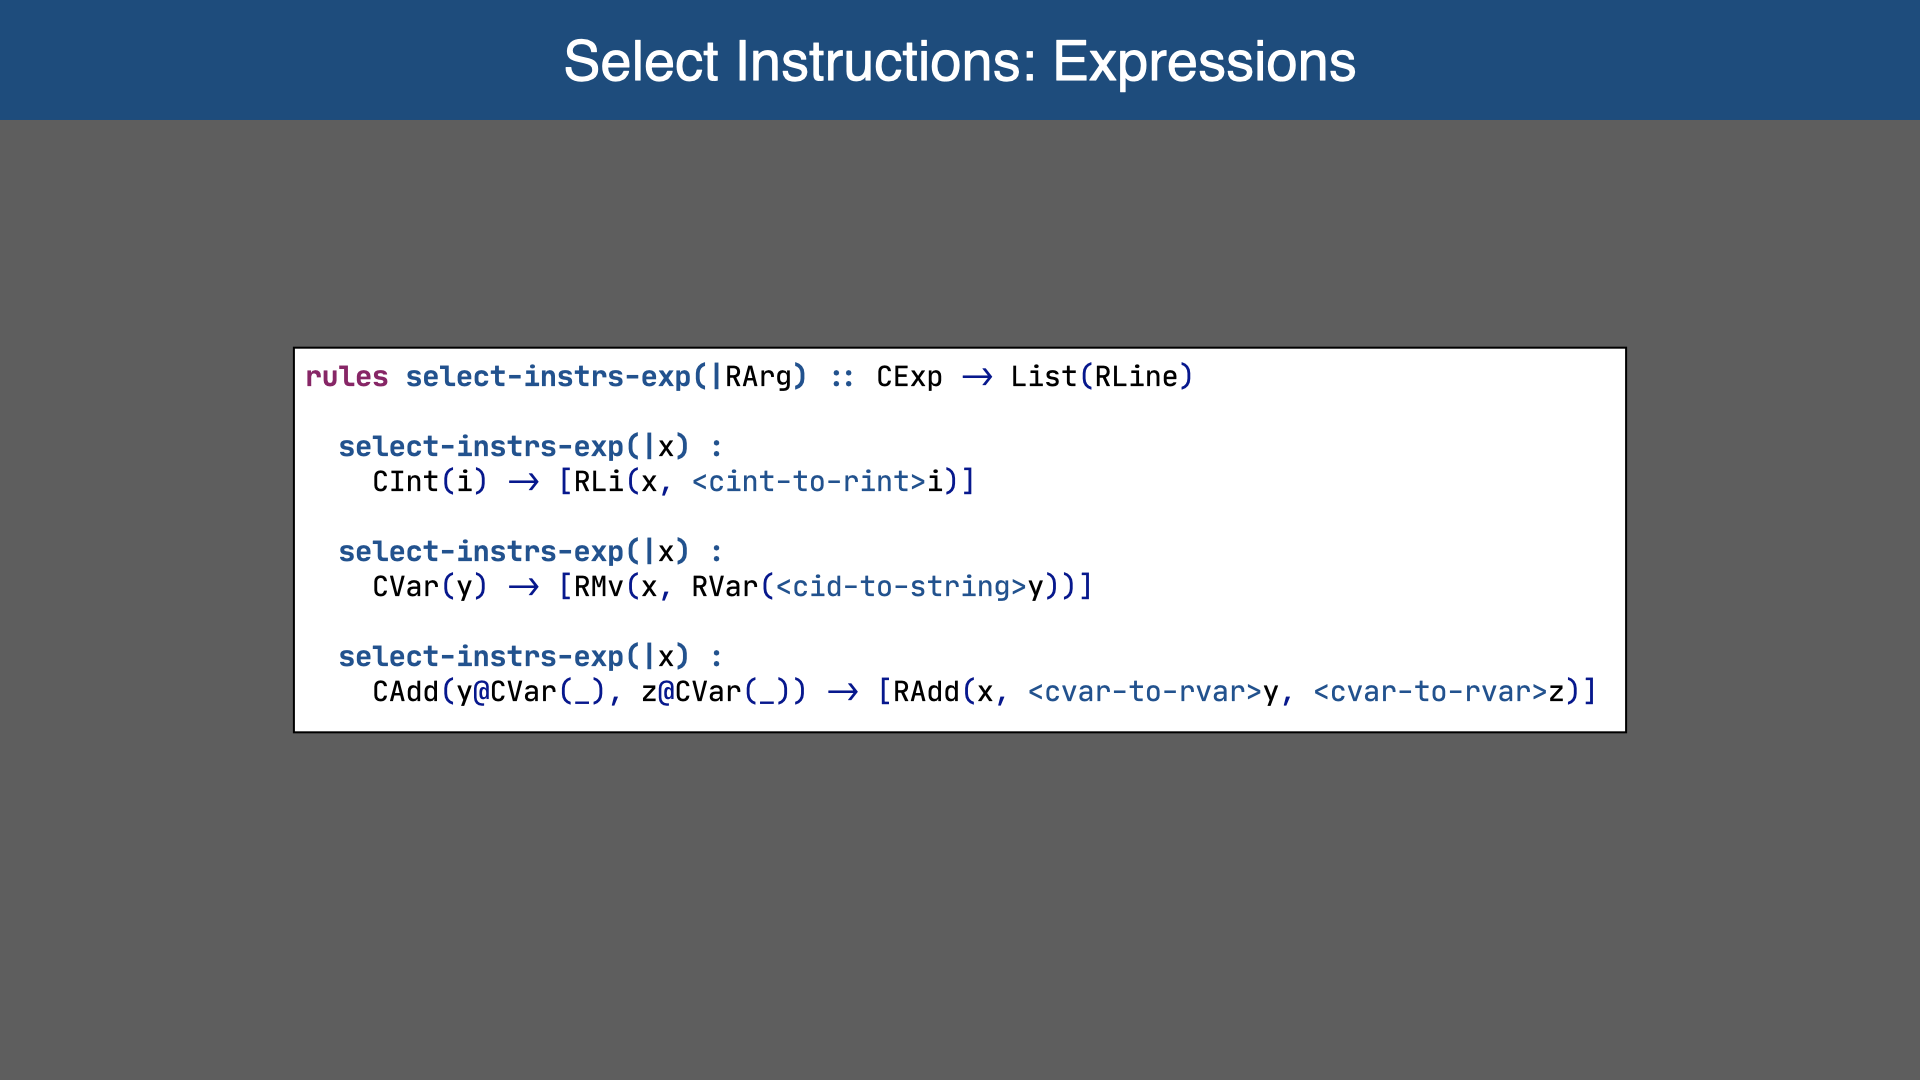 Select Instructions: Expressions
rules select-instrs-exp(|RArg) :: CExp → List(RLine)
select-instrs-exp(|x) :
CInt(i) → [RLi(x, <cint-to-rint>i)]
select-instrs-exp(|x) :
CVar(y) → [RMv(x, RVar(<cid-to-string>y))]
select-instrs-exp(|x) :
CAdd(y@CVar(_), z@CVar(_)) → [RAdd(x, <cvar-to-rvar>y, <cvar-to-rvar>z)]